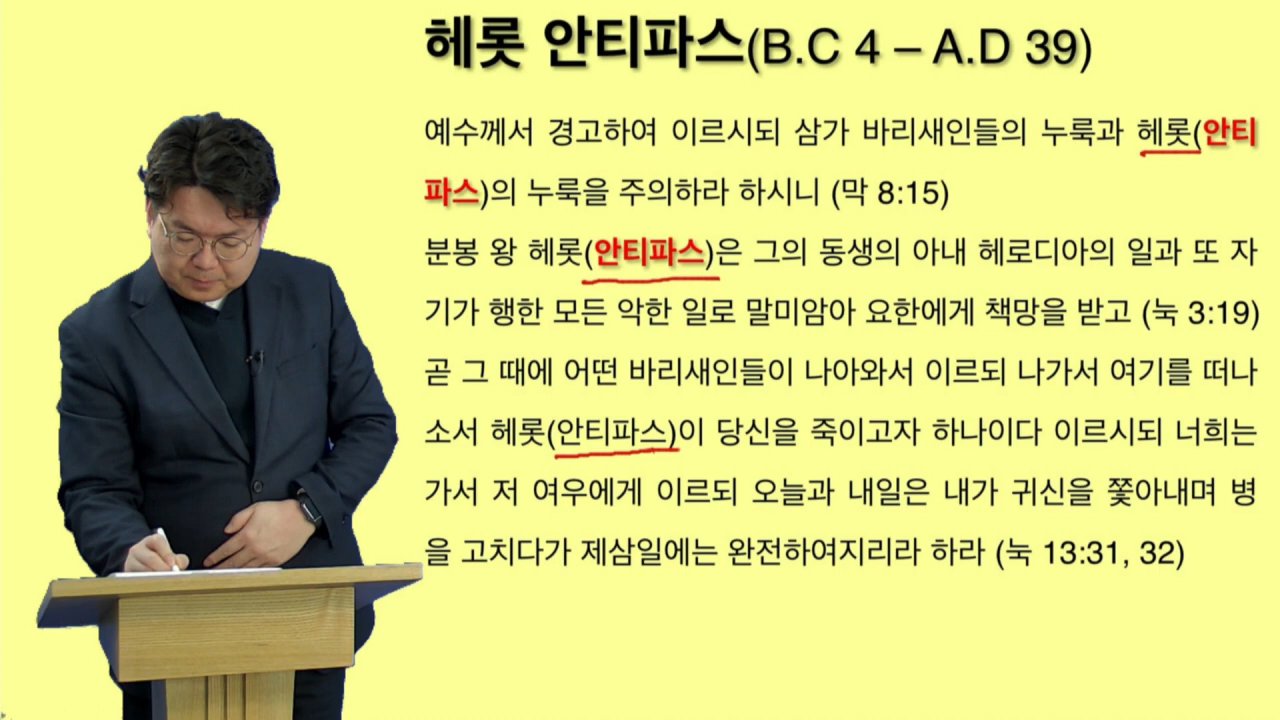 헤롯 안티파스(B.C 4 – A.D 39)
예수께서 경고하여 이르시되 삼가 바리새인들의 누룩과 헤롯(안티
파스)의 누룩을 주의하라 하시니 (막 8:15)
분봉 왕 헤롯(안티파스)은 그의 동생의 아내 헤로디아의 일과 또 자
기가 행한 모든 악한 일로 말미암아 요한에게 책망을 받고 (눅 3:19)
곧 그 때에 어떤 바리새인들이 나아와서 이르되 나가서 여기를 떠나
소서 헤롯(안티파스)이 당신을 죽이고자 하나이다 이르시되 너희는
가서 저 여우에게 이르되 오늘과 내일은 내가 귀신을 쫓아내며 병
을 고치다가 제삼일에는 완전하여지리라 하라 (눅 13:31, 32)